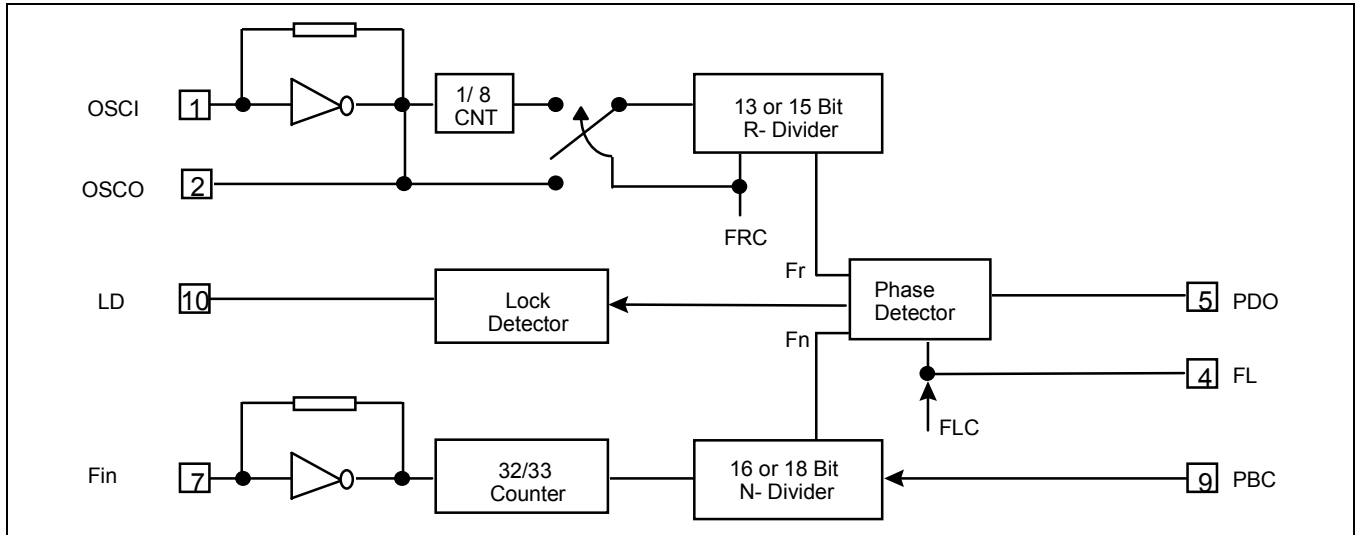 OSCI
1
1/ 8
CNT
13 or 15 Bit
R- Divider
OSCO
2
FRC
Fr
LD
10
Lock
Detector
Phase
Detector
5
PDO
Fn
4
FL
FLC
Fin
7
32/33
Counter
16 or 18 Bit
N- Divider
9
PBC